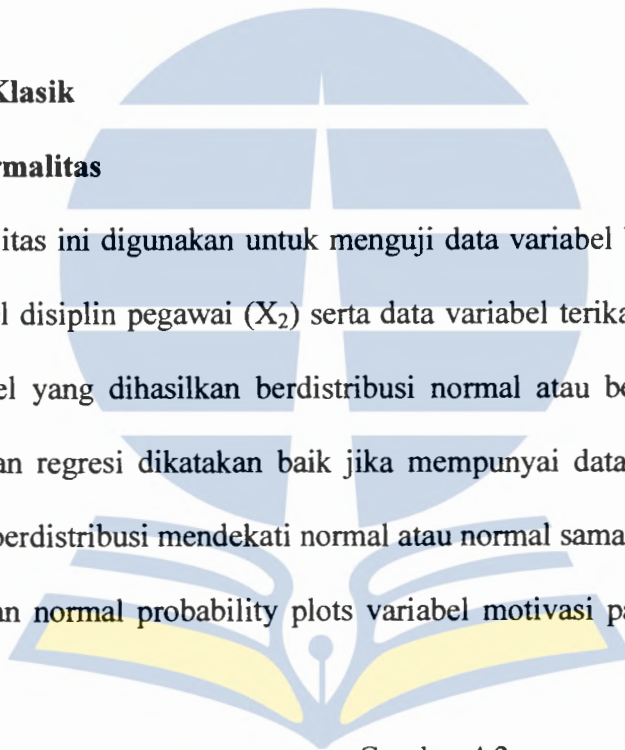 Klasik
rmalitas
itas ini digunakan untuk menguji data variabel
l disiplin pegawai (X₂) serta data variabel terika
el yang dihasilkan berdistribusi normal atau be
an regresi dikatakan baik jika mempunyai data
berdistribusi mendekati normal atau normal sama
an normal probability plots variabel motivasi pa